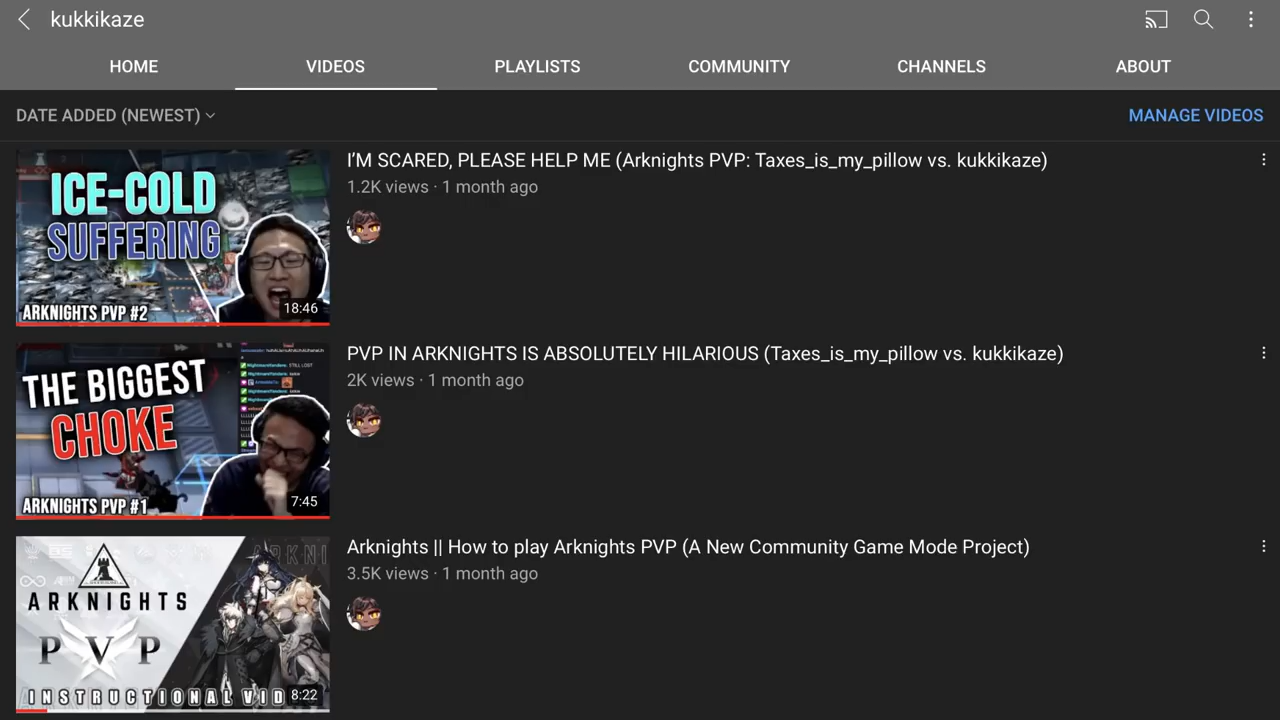 kukkikaze
HOME
VIDEOS
PLAYLISTS
COMMUNITY
CHANNELS
ABOUT
DATE ADDED (NEWEST)
MANAGE VIDEOS
ICE-COLD
SUFFERING
ARKNIGHTS PVP #2
18:46
I'M SCARED, PLEASE HELP ME (Arknights PVP: Taxes_is_my_pillow vs. kukkikaze)
1.2K views · 1 month ago
THE BIGGEST
CHOKE
STILL LOST
ARKNIGHTS PVP #1
7:45
PVP IN ARKNIGHTS IS ABSOLUTELY HILARIOUS (Taxes_is_my_pillow vs. kukkikaze)
2K views · 1 month ago
ARKNIGHTS
PVP
INSTRUCTIONAL VID
8:22
Arknights || How to play Arknights PVP (A New Community Game Mode Project)
3.5K views · 1 month ago